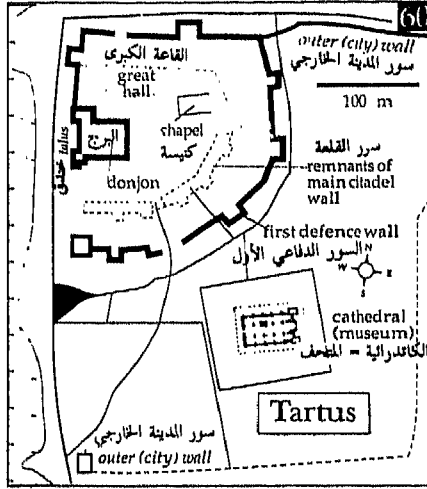 60
outer (city) wall
سور المدينة الخارجي
100 m
القاعة الكبرى
great
hall
البرج
talus
chapel
كنيسة
donjon
سور القلعة
remnants of
main citadel
wall
first defence wall
السور الدفاعي الأول
N
W
E
S
cathedral
(museum)
الكاتدرائية = المتحف
Tartus
سور المدينة الخارجي
outer (city) wall